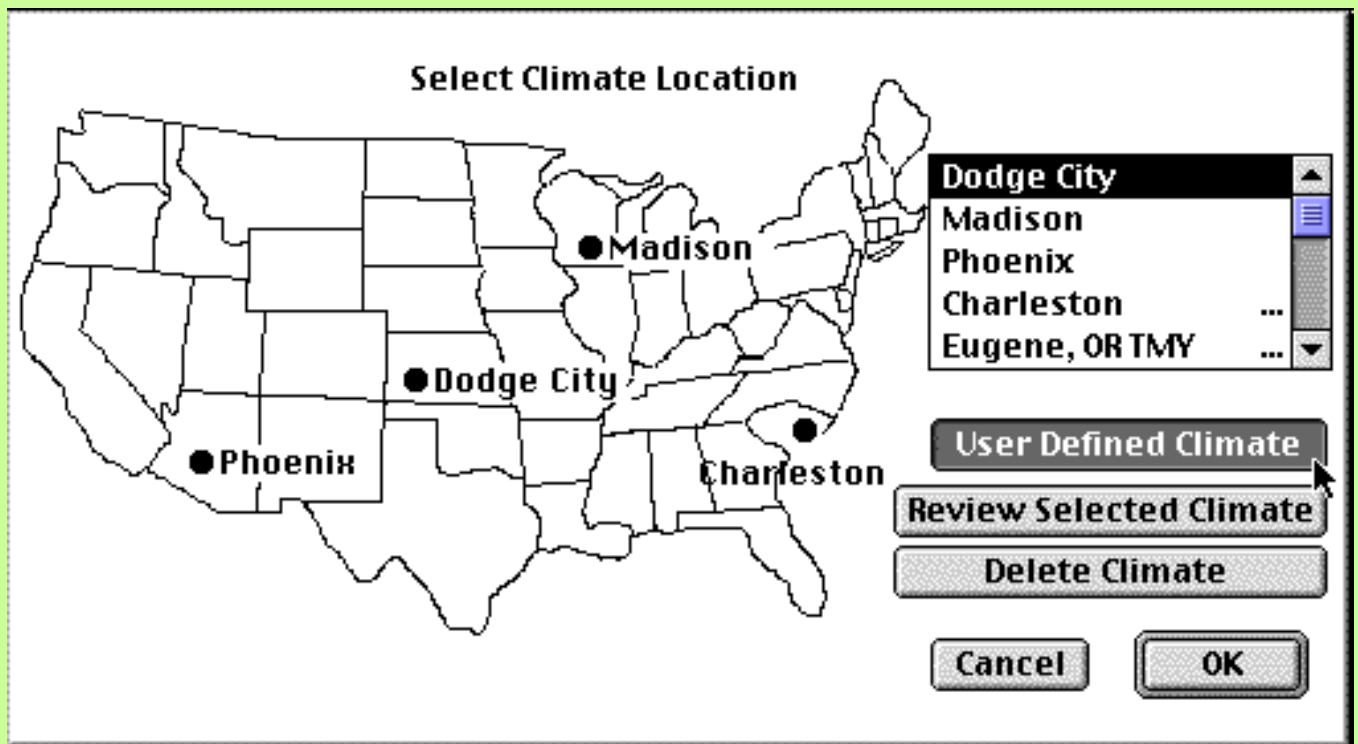 Select Climate Location
Madison
Dodge City
Phoenix
Charleston
Dodge City
Madison
Phoenix
Charleston ...
Eugene, OR TMY ...
User Defined Climate
Review Selected Climate
Delete Climate
Cancel
OK